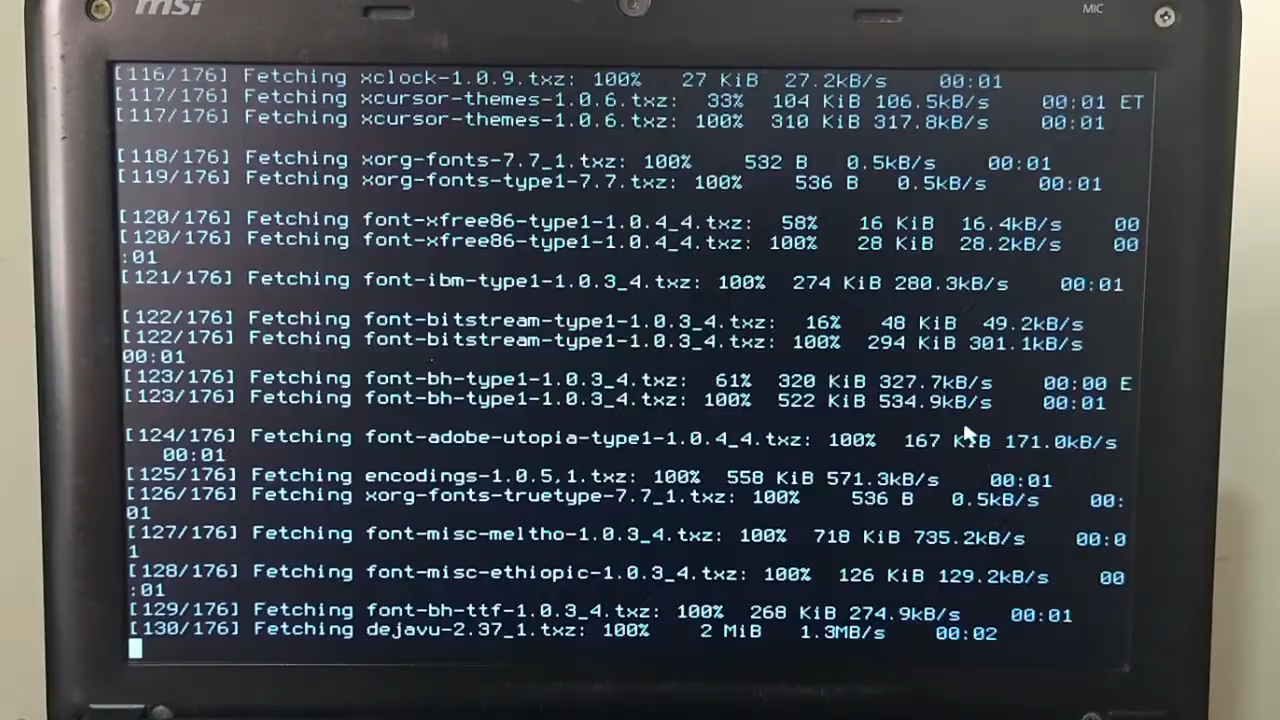 msi
MIC
[116/176] Fetching xclock-1.0.9.txz: 100% 27 KiB 27.2kB/s 00:01
[117/176] Fetching xcursor-themes-1.0.6.txz: 33% 104 KiB 106.5kB/s 00:01 ET
[117/176] Fetching xcursor-themes-1.0.6.txz: 100% 310 KiB 317.8kB/s 00:01
[118/176] Fetching xorg-fonts-7.7_1.txz: 100% 532 B 0.5kB/s 00:01
[119/176] Fetching xorg-fonts-type1-7.7.txz: 100% 536 B 0.5kB/s 00:01
[120/176] Fetching font-xfree86-type1-1.0.4_4.txz: 58% 16 KiB 16.4kB/s 00
[120/176] Fetching font-xfree86-type1-1.0.4_4.txz: 100% 28 KiB 28.2kB/s 00
:01
[121/176] Fetching font-ibm-type1-1.0.3_4.txz: 100% 274 KiB 280.3kB/s 00:01
[122/176] Fetching font-bitstream-type1-1.0.3_4.txz: 16% 48 KiB 49.2kB/s
[122/176] Fetching font-bitstream-type1-1.0.3_4.txz: 100% 294 KiB 301.1kB/s
00:01
[123/176] Fetching font-bh-type1-1.0.3_4.txz: 61% 320 KiB 327.7kB/s 00:00 E
[123/176] Fetching font-bh-type1-1.0.3_4.txz: 100% 522 KiB 534.9kB/s 00:01
[124/176] Fetching font-adobe-utopia-type1-1.0.4_4.txz: 100% 167 KiB 171.0kB/s
00:01
[125/176] Fetching encodings-1.0.5,1.txz: 100% 558 KiB 571.3kB/s 00:01
[126/176] Fetching xorg-fonts-truetype-7.7_1.txz: 100% 536 B 0.5kB/s 00:
01
[127/176] Fetching font-misc-meltho-1.0.3_4.txz: 100% 718 KiB 735.2kB/s 00:0
1
[128/176] Fetching font-misc-ethiopic-1.0.3_4.txz: 100% 126 KiB 129.2kB/s 00
:01
[129/176] Fetching font-bh-ttf-1.0.3_4.txz: 100% 268 KiB 274.9kB/s 00:01
[130/176] Fetching dejavu-2.37_1.txz: 100% 2 MiB 1.3MB/s 00:02